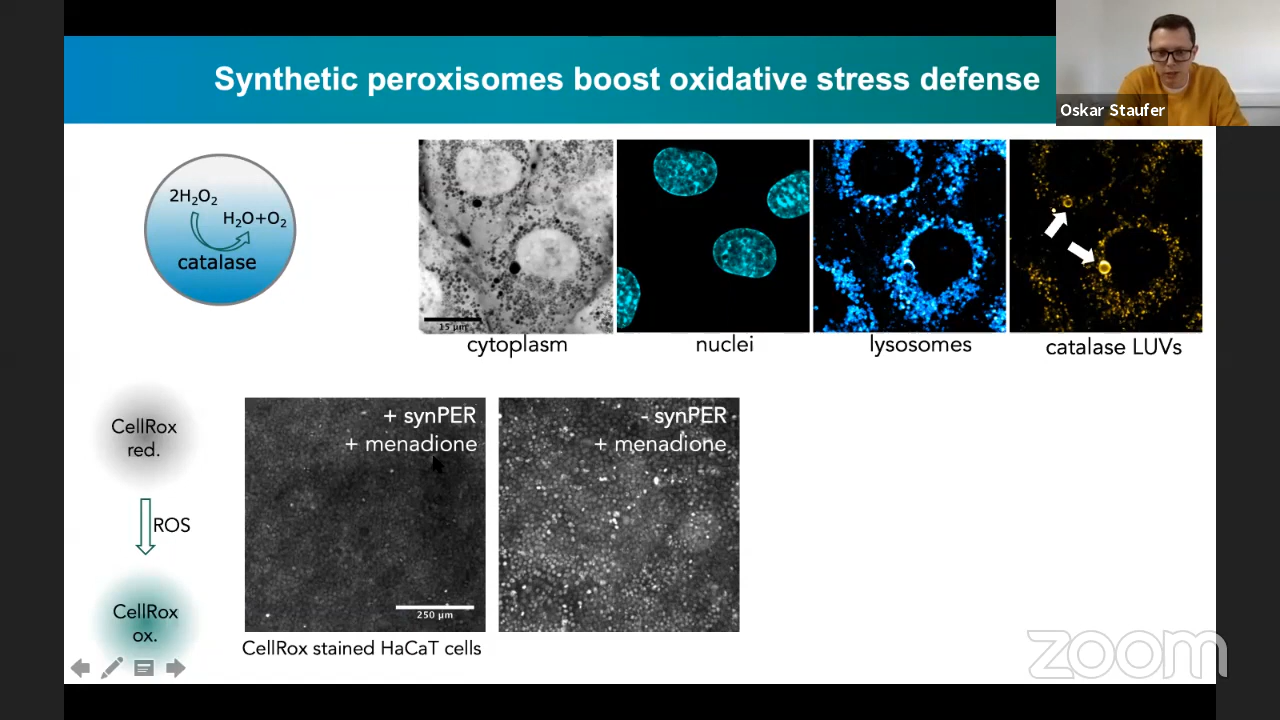 Synthetic peroxisomes boost oxidative stress defense
Oskar Staufer
2H₂O₂
H₂O+O₂
catalase
15 µm
cytoplasm
nuclei
lysosomes
catalase LUVs
CellRox
red.
ROS
CellRox
ox.
+ synPER
+ menadione
250 µm
- synPER
+ menadione
CellRox stained HaCaT cells
zoom